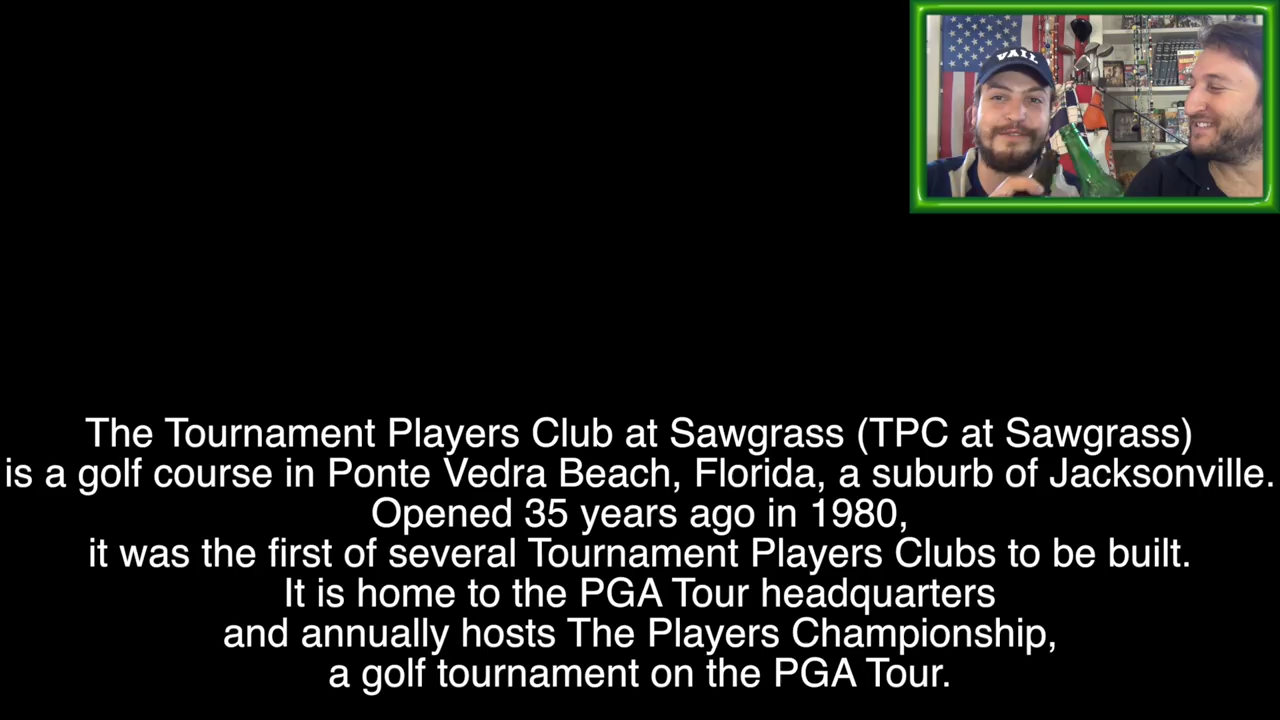 VAIL
The Tournament Players Club at Sawgrass (TPC at Sawgrass)
is a golf course in Ponte Vedra Beach, Florida, a suburb of Jacksonville.
Opened 35 years ago in 1980,
it was the first of several Tournament Players Clubs to be built.
It is home to the PGA Tour headquarters
and annually hosts The Players Championship,
a golf tournament on the PGA Tour.